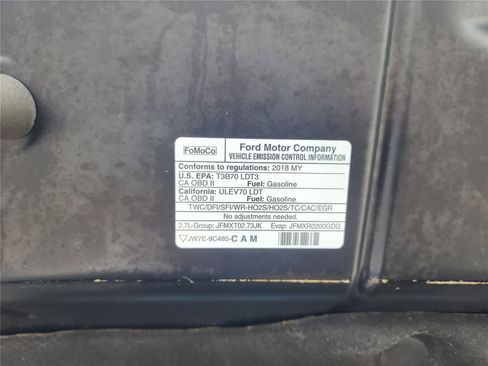 FoMoCo
Ford Motor Company
VEHICLE EMISSION CONTROL INFORMATION
Conforms to regulations: 2018 MY
U.S. EPA: T3B70 LDT3
CA OBD II Fuel: Gasoline
California: ULEV70 LDT
CA OBD II Fuel: Gasoline
TWC/DFI/SFI/WR-HO2S/HO2S/TC/CAC/EGR
No adjustments needed.
2.7L-Group: JFMXT02.73JK Evap: JFMXR0200GDG
JW7E-9C485-CAM